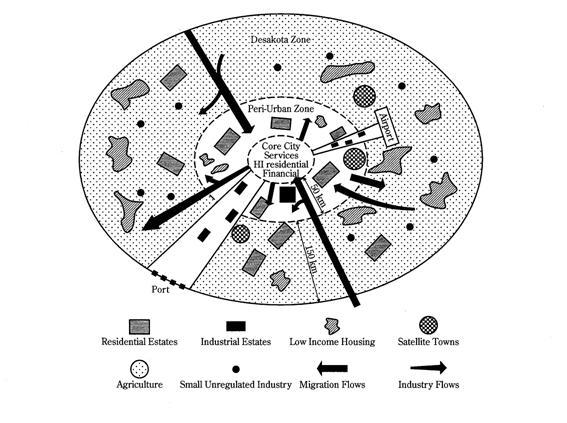 Desakota Zone
Peri-Urban Zone
Airport
Core City
Services
HI residential
Financial
50 km
150 km
Port
Residential Estates
Industrial Estates
Low Income Housing
Satellite Towns
Agriculture
Small Unregulated Industry
Migration Flows
Industry Flows